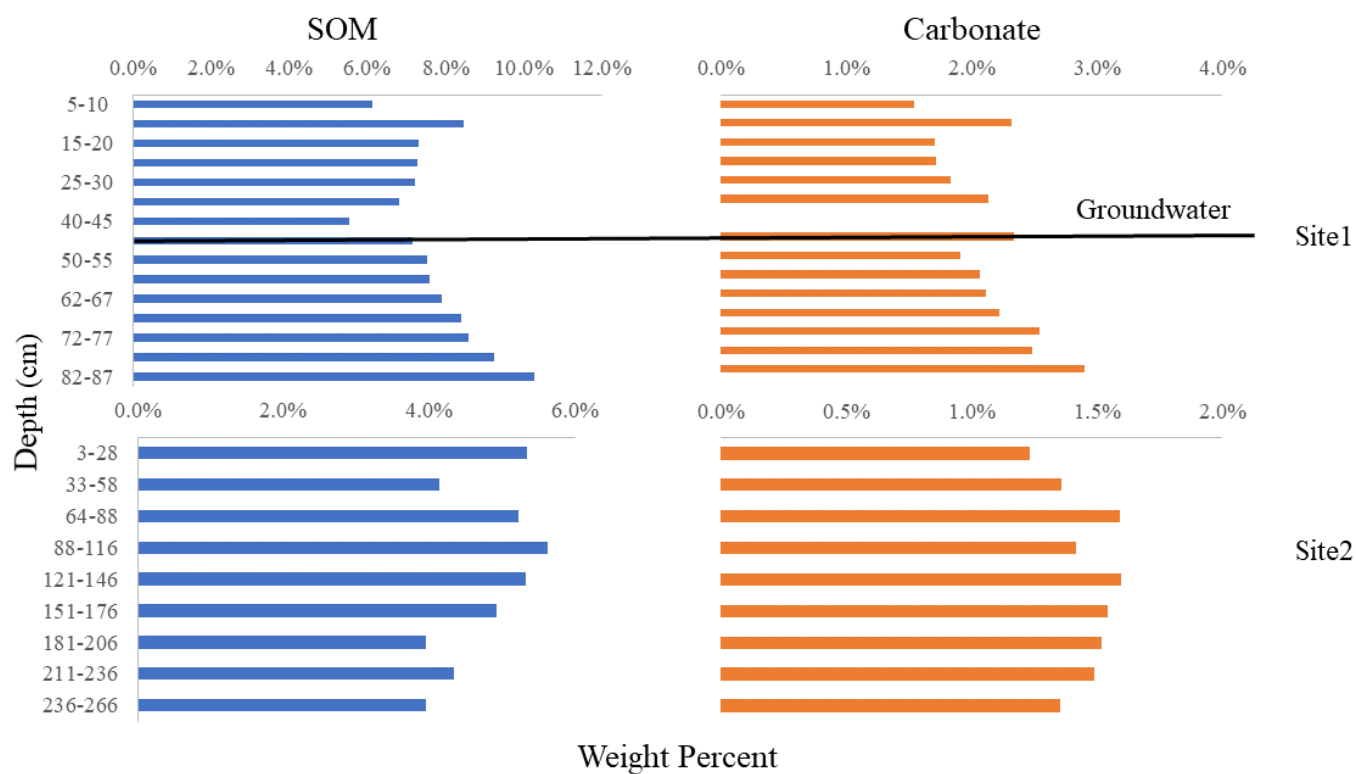 SOM Carbonate
0.0% 2.0% 4.0% 6.0% 8.0% 10.0% 12.0% 0.0% 1.0% 2.0% 3.0% 4.0%
5-10
15-20
25-30
40-45
Groundwater
Site1
50-55
62-67
72-77
82-87
Depth (cm)
0.0% 2.0% 4.0% 6.0% 0.0% 0.5% 1.0% 1.5% 2.0%
3-28
33-58
64-88
88-116
Site2
121-146
151-176
181-206
211-236
236-266
Weight Percent